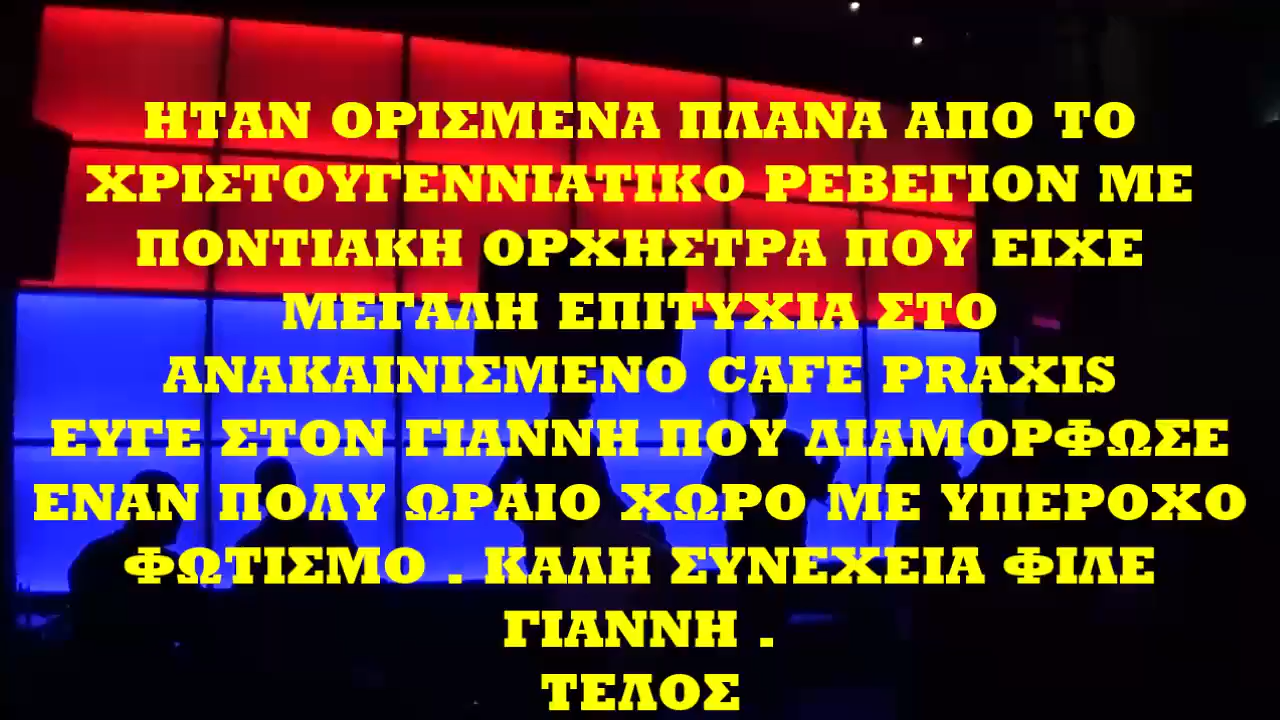 ΗΤΑΝ ΟΡΙΣΜΕΝΑ ΠΛΑΝΑ ΑΠΟ ΤΟ
ΧΡΙΣΤΟΥΓΕΝΝΙΑΤΙΚΟ ΡΕΒΕΓΙΟΝ ΜΕ
ΠΟΝΤΙΑΚΗ ΟΡΧΗΣΤΡΑ ΠΟΥ ΕΙΧΕ
ΜΕΓΑΛΗ ΕΠΙΤΥΧΙΑ ΣΤΟ
ΑΝΑΚΑΙΝΙΣΜΕΝΟ CAFE PRAXIS
ΕΥΓΕ ΣΤΟΝ ΓΙΑΝΝΗ ΠΟΥ ΔΙΑΜΟΡΦΩΣΕ
ΕΝΑΝ ΠΟΛΥ ΩΡΑΙΟ ΧΩΡΟ ΜΕ ΥΠΕΡΟΧΟ
ΦΩΤΙΣΜΟ . ΚΑΛΗ ΣΥΝΕΧΕΙΑ ΦΙΛΕ
ΓΙΑΝΝΗ .
ΤΕΛΟΣ